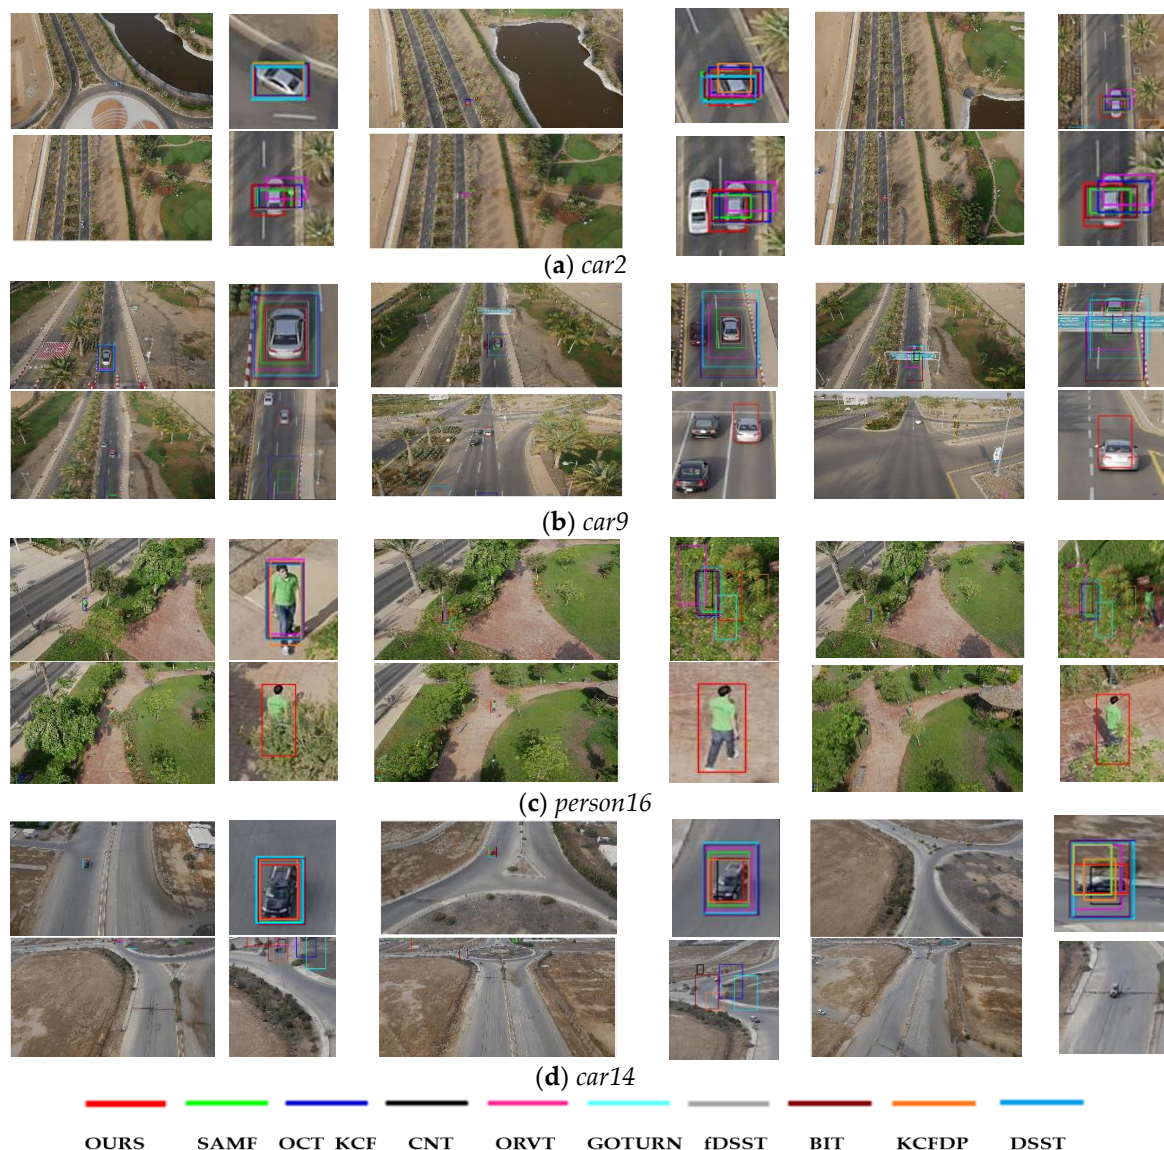 (a) car2
(b) car9
(c) person16
(d) car14
OURS SAMF OCT KCF CNT ORVT GOTURN fDSST BIT KCFDP DSST